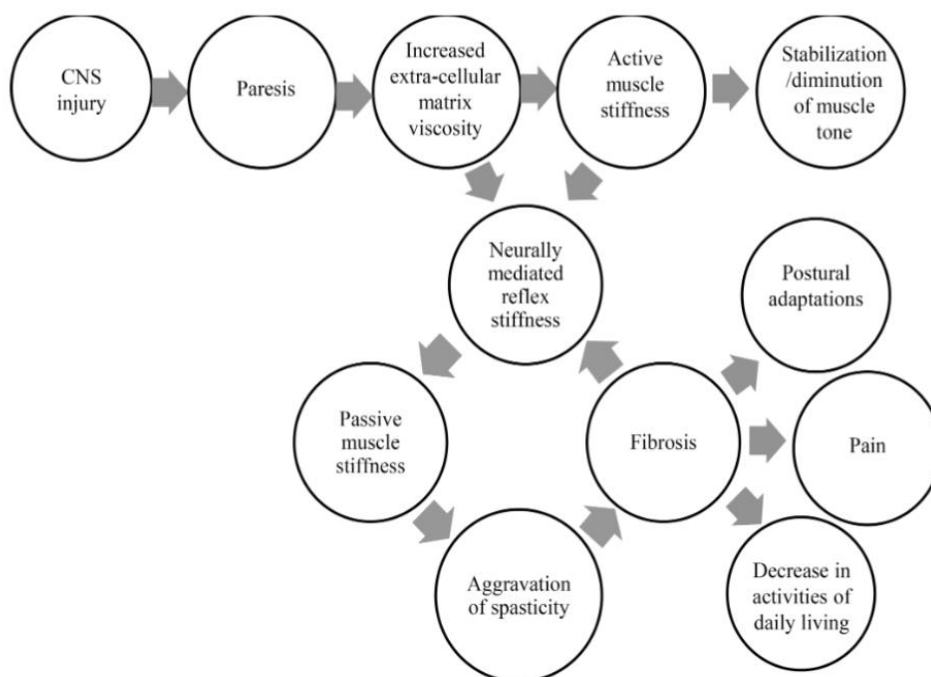 CNS
injury
Paresis
Increased
extra-cellular
matrix
viscosity
Active
muscle
stiffness
Stabilization
/diminution
of muscle
tone
Neurally
mediated
reflex
stiffness
Postural
adaptations
Passive
muscle
stiffness
Fibrosis
Pain
Aggravation
of spasticity
Decrease in
activities of
daily living